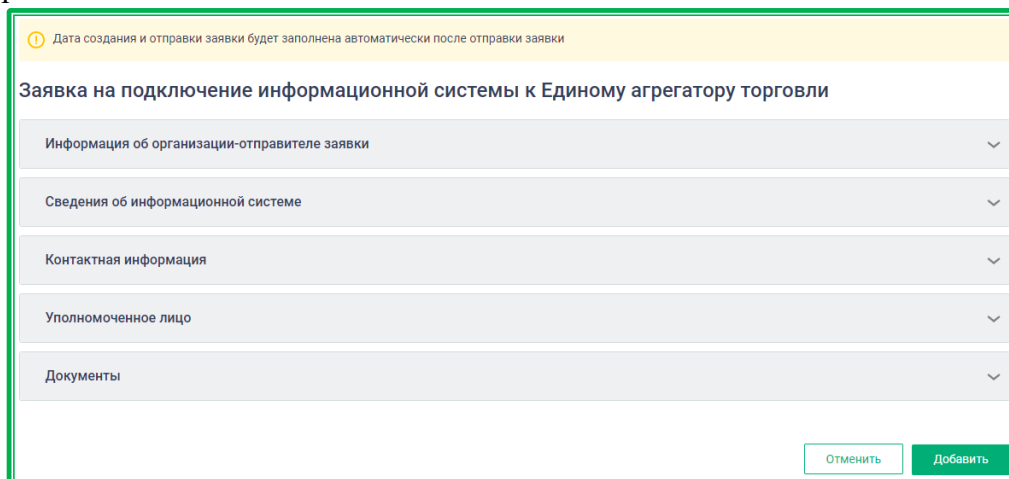 Дата создания и отправки заявки будет заполнена автоматически после отправки заявки
Заявка на подключение информационной системы к Единому агрегатору торговли
Информация об организации-отправителе заявки
Сведения об информационной системе
Контактная информация
Уполномоченное лицо
Документы
Отменить Добавить